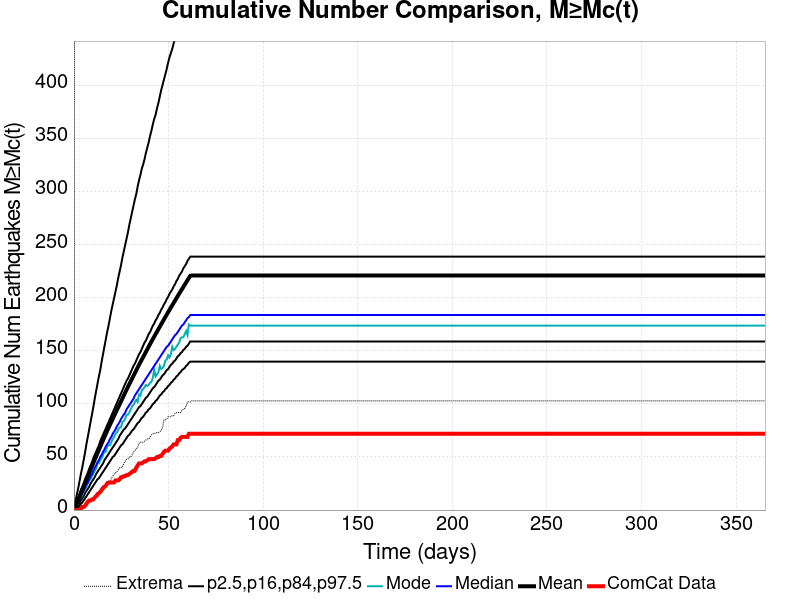 Cumulative Number Comparison, M≥Mc(t)
Cumulative Num Earthquakes M≥Mc(t)
400
350
300
250
200
150
100
50
0
0 50 100 150 200 250 300 350
Time (days)
Extrema p2.5,p16,p84,p97.5 Mode Median Mean ComCat Data